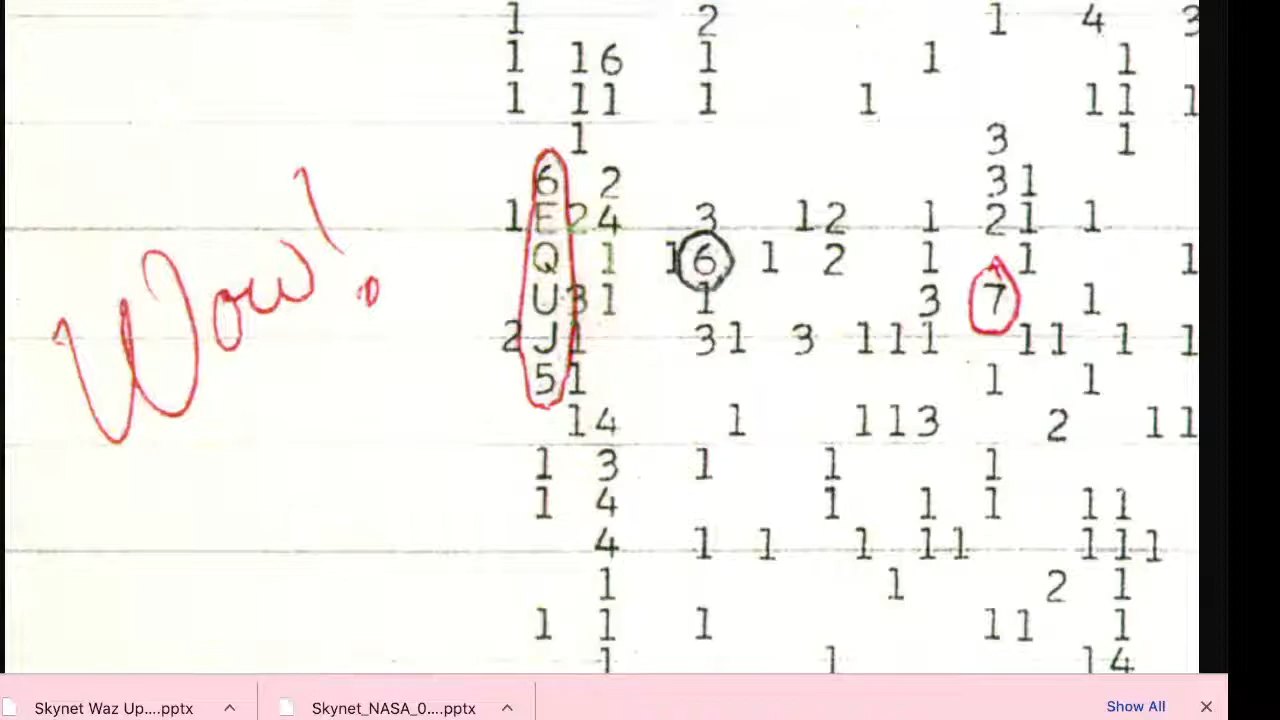 1 2 1 4 3
1 16 1 1 1
1 11 1 1 11 1
1 3 1
6 2 31
1E24 3 12 1 21 1
Q 1 16 1 2 1 1 1
U31 1 3 7 1
2J1 31 3 111 11 1 1
51 1 1
14 1 113 2 11
1 3 1 1 1
1 4 1 1 1 11
4 1 1 1 11 111
1 1 2 1
1 1 1 11 1
1 1 14
Wow!
Skynet Waz Up....pptx Skynet_NASA_0....pptx Show All